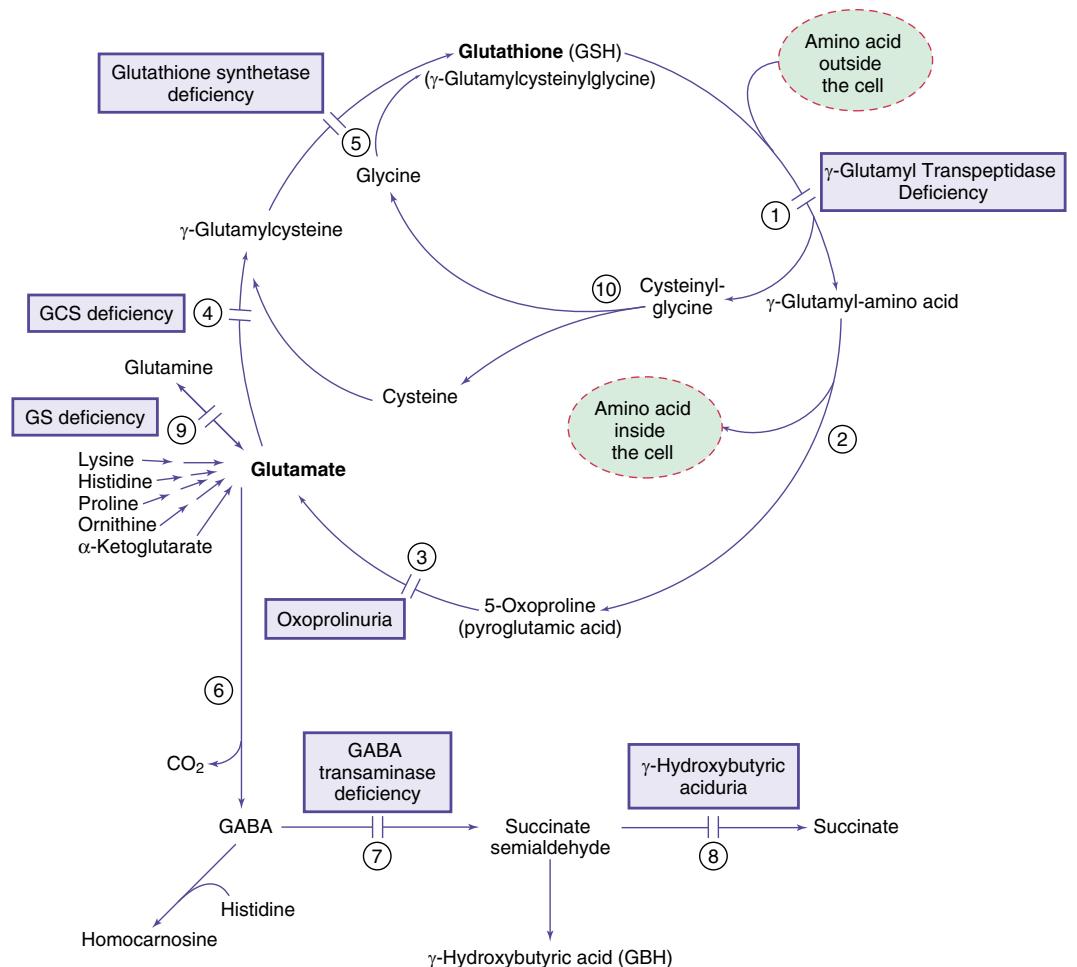 Glutathione (GSH)
(γ-Glutamylcysteinylglycine)
Amino acid
outside
the cell
Glutathione synthetase
deficiency
5
Glycine
γ-Glutamyl Transpeptidase
Deficiency
1
γ-Glutamylcysteine
10
Cysteinyl-
glycine
γ-Glutamyl-amino acid
GCS deficiency
4
Glutamine
Cysteine
GS deficiency
9
Amino acid
inside
the cell
2
Lysine
Histidine
Proline
Ornithine
α-Ketoglutarate
Glutamate
3
Oxoprolinuria
5-Oxoproline
(pyroglutamic acid)
6
CO2
GABA
transaminase
deficiency
γ-Hydroxybutyric
aciduria
GABA
7
Succinate
semialdehyde
8
Succinate
Histidine
Homocarnosine
γ-Hydroxybutyric acid (GBH)